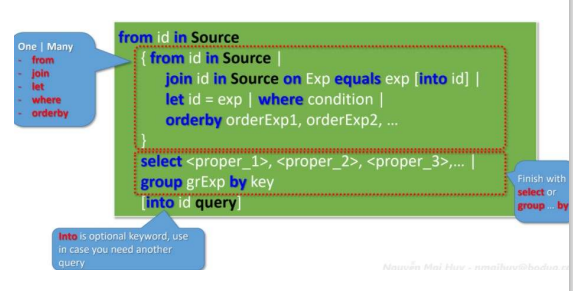 from id in Source
One | Many
- from
- join
- let
- where
- orderby
{ from id in Source |
join id in Source on Exp equals exp [into id] |
let id = exp | where condition |
orderby orderExp1, orderExp2, ...
}
select <proper_1>, <proper_2>, <proper_3>,... |
group grExp by key
[into id query]
Finish with
select or
group ... by
Into is optional keyword, use
in case you need another
query
Nguyễn Mai Huy -